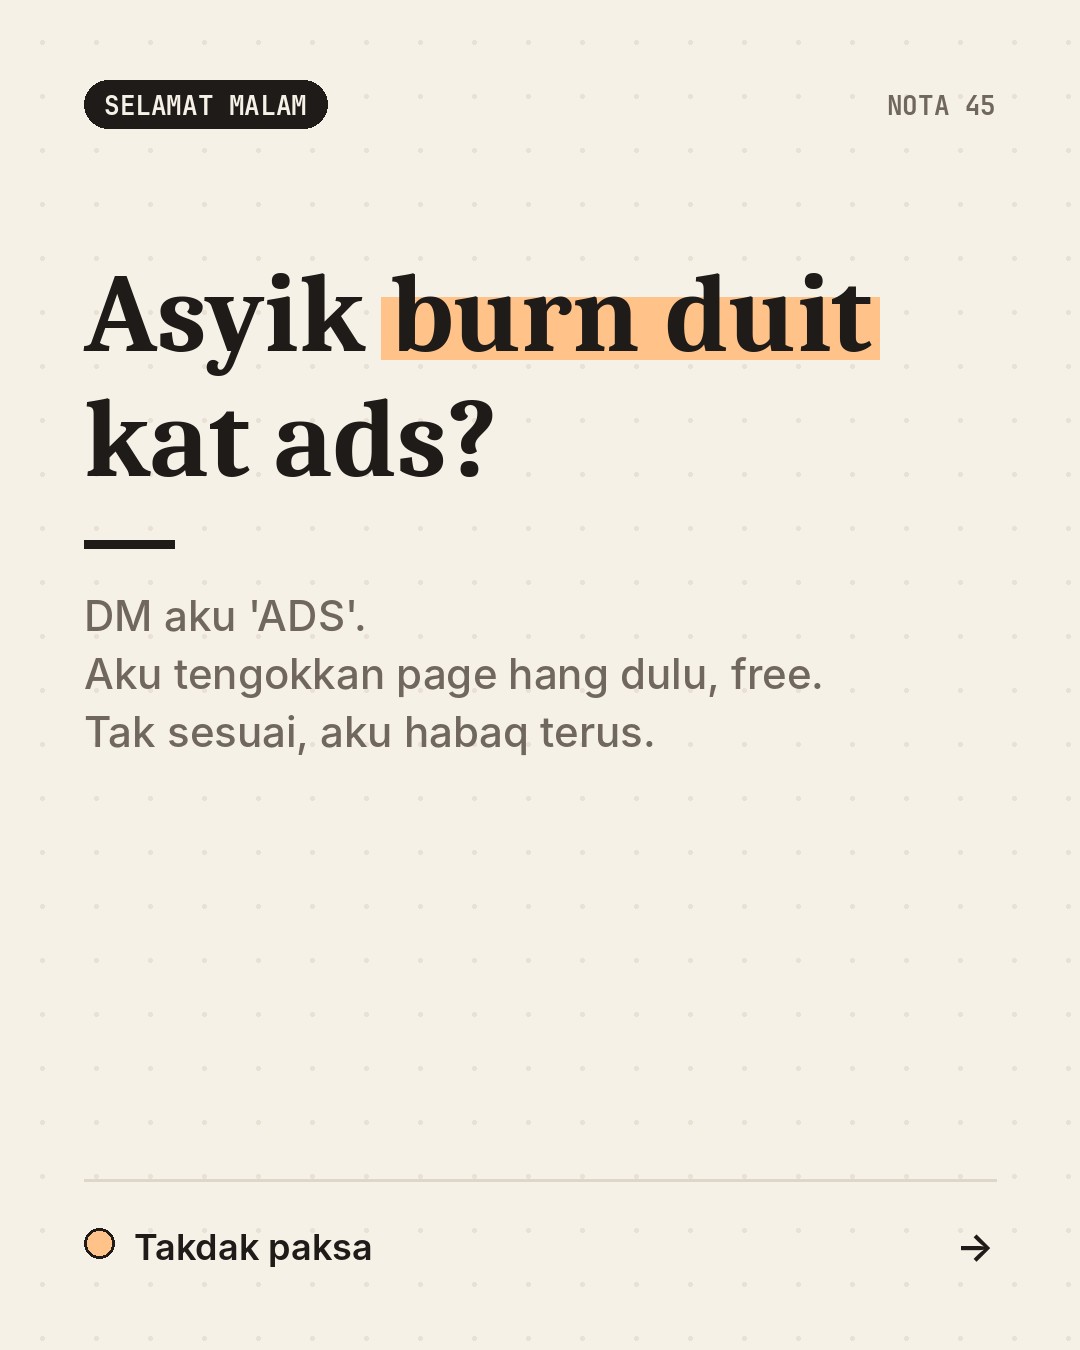 SELAMAT MALAM
NOTA 45
Asyik burn duit
kat ads?
DM aku 'ADS'.
Aku tengokkan page hang dulu, free.
Tak sesuai, aku habaq terus.
Takdak paksa →